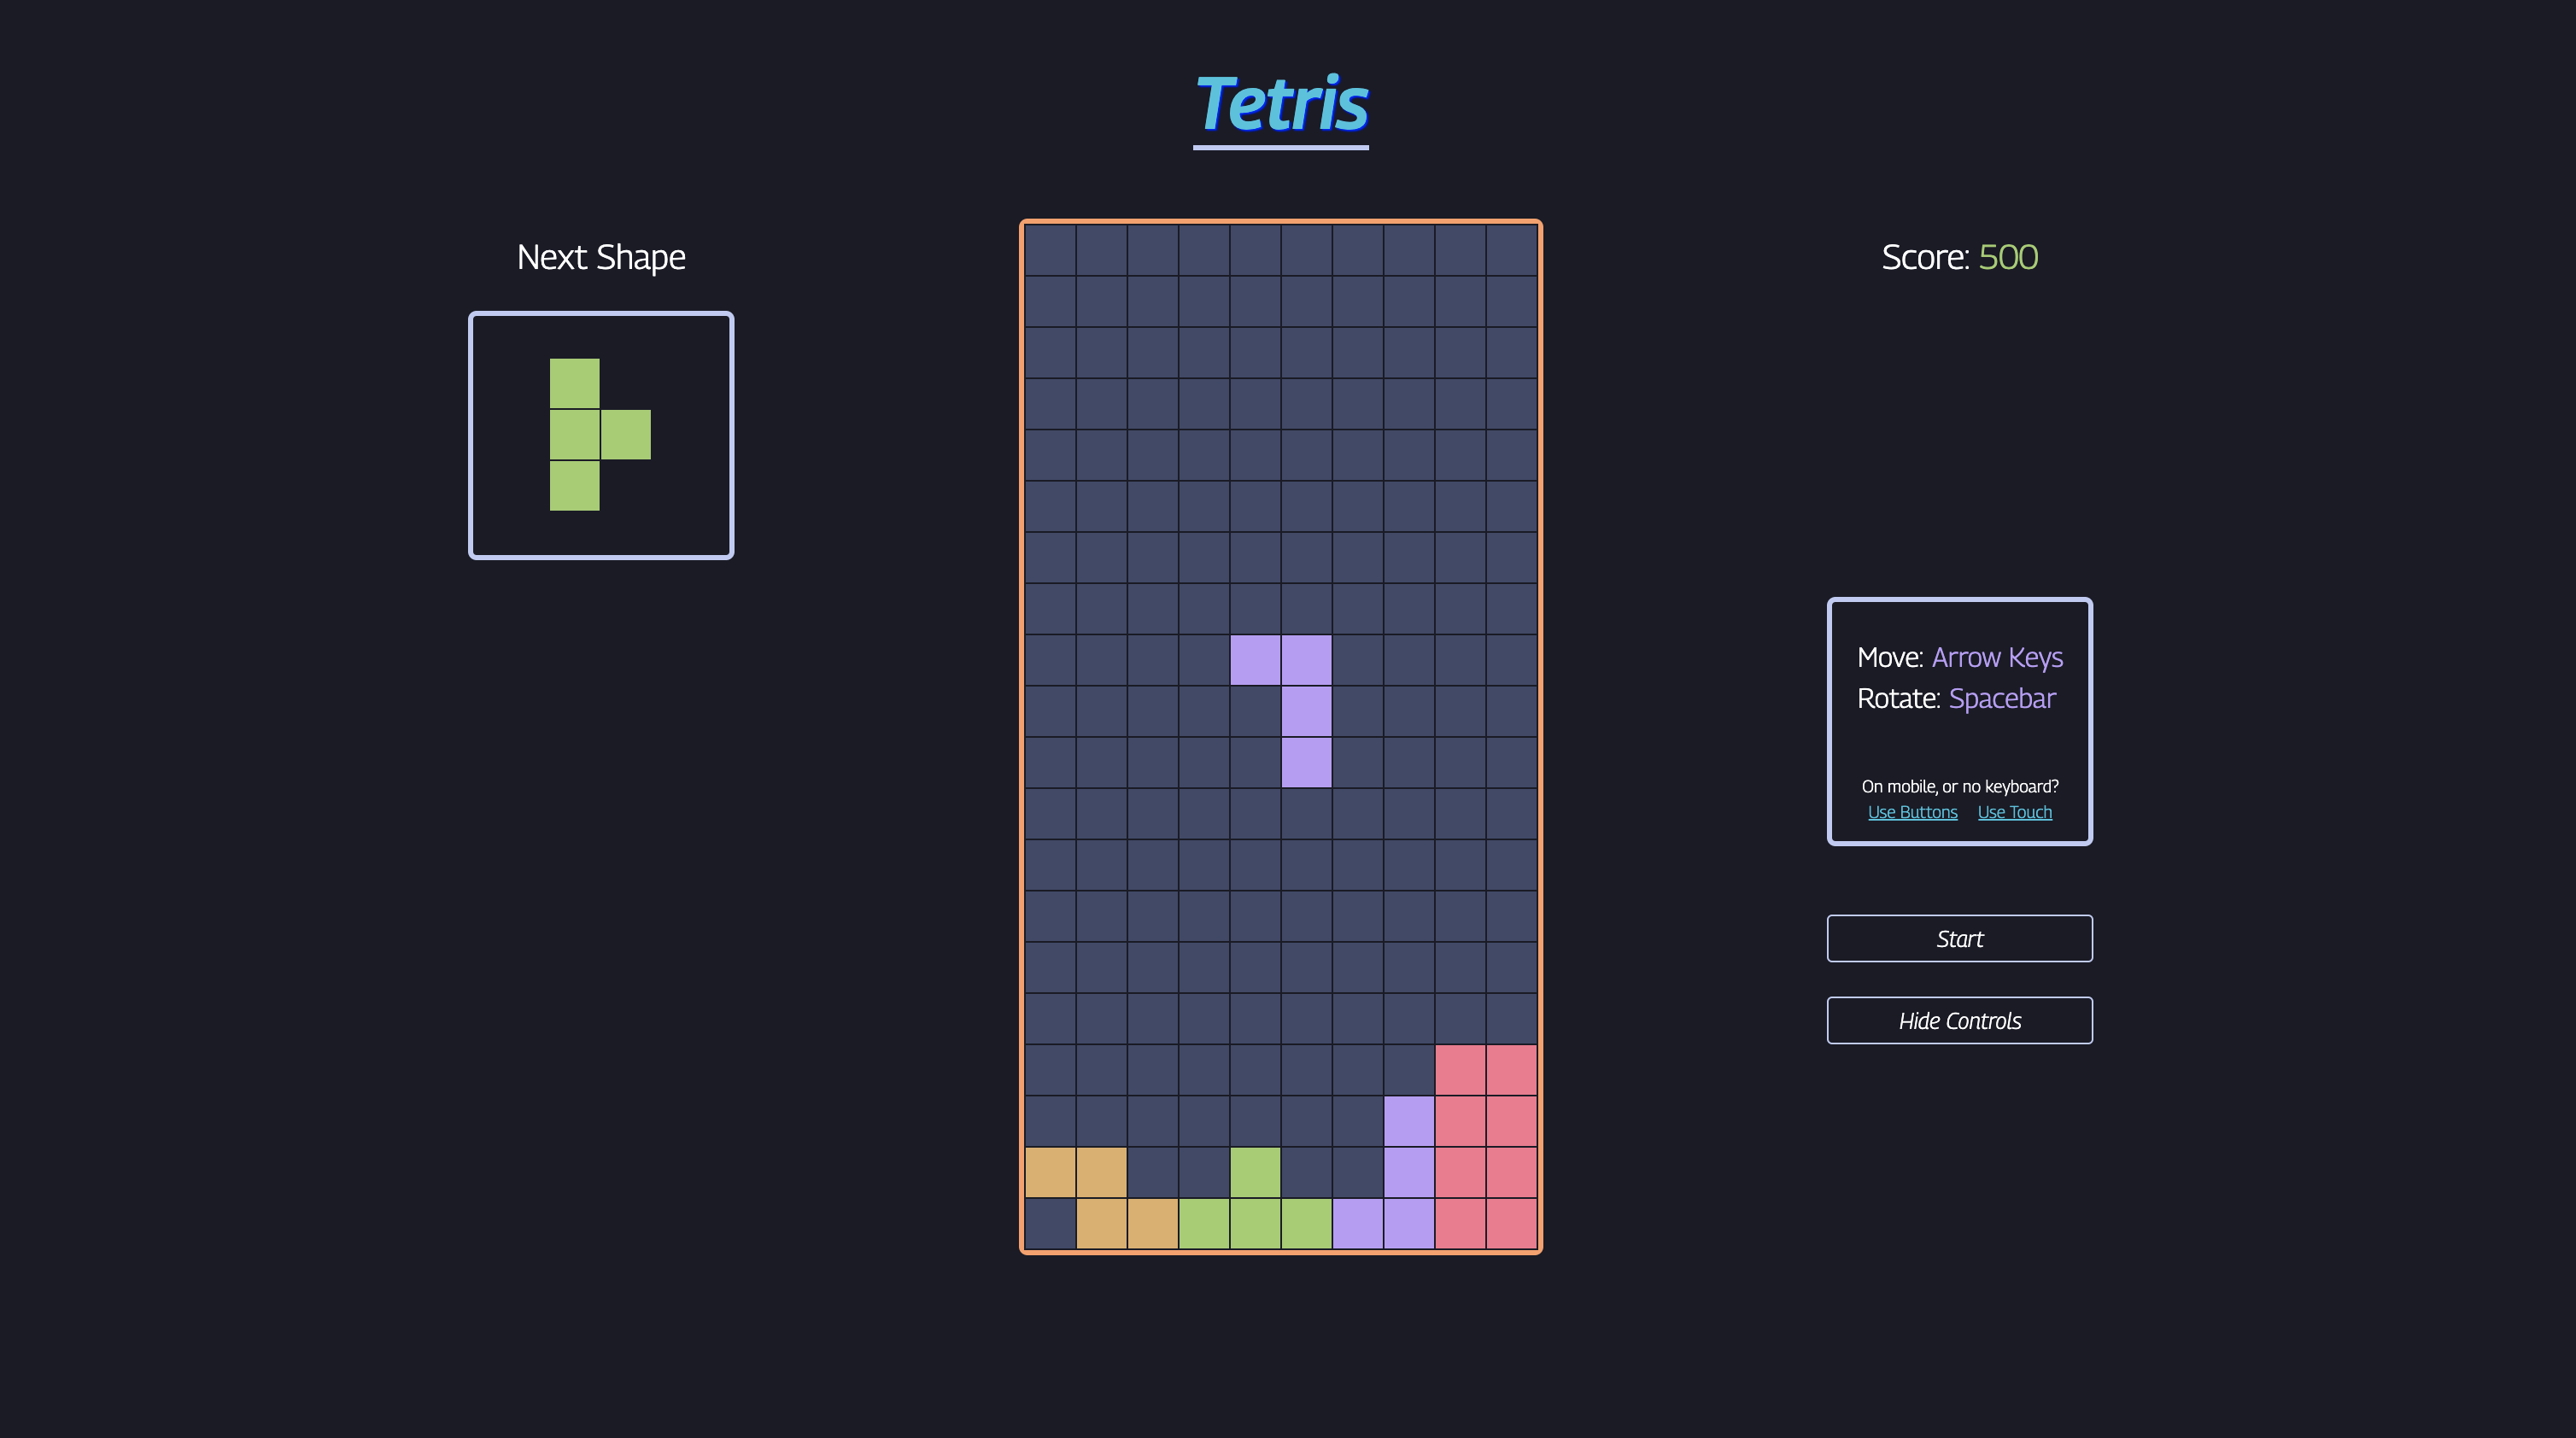 Tetris
Next Shape
Score: 500
Move: Arrow Keys
Rotate: Spacebar
On mobile, or no keyboard?
Use Buttons Use Touch
Start
Hide Controls